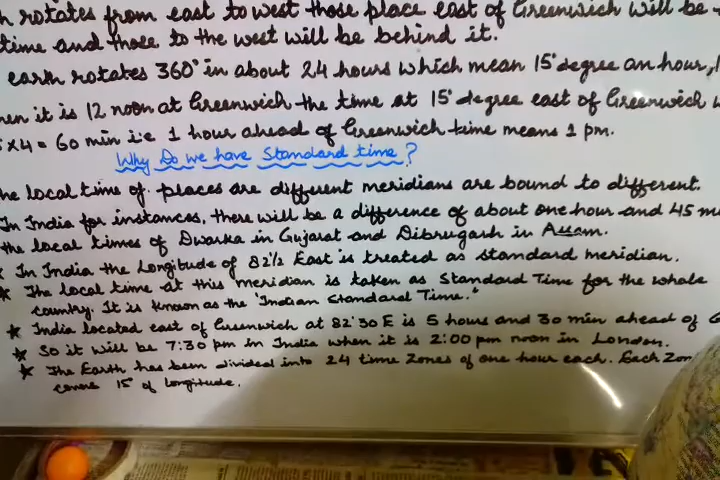 h rotates from east to west those place east of Greenwich will be
time and those to the west will be behind it.
earth rotates 360° in about 24 hours which mean 15° degree an hour,
hen it is 12 noon at Greenwich the time at 15° degree east of Greenwich
x4 = 60 min i.e 1 hour ahead of Greenwich time means 1 pm.
Why Do we have Standard time?
he local time of places are different meridians are bound to different.
In India for instances, there will be a difference of about one hour and 45 m
the local times of Dwarka in Gujarat and Dibrugarh in Assam.
In India the Longitude of 82½ East is treated as standard meridian.
* The local time at this meridian is taken as Standard Time for the whole
country. It is known as the "Indian Standard Time."
* India located east of Greenwich at 82°30 E is 5 hours and 30 min ahead of G
* So it will be 7:30 pm in India when it is 2:00 pm noon in London.
* The Earth has been divided into 24 time Zones of one hour each. Each Zon
covers 15° of longitude.